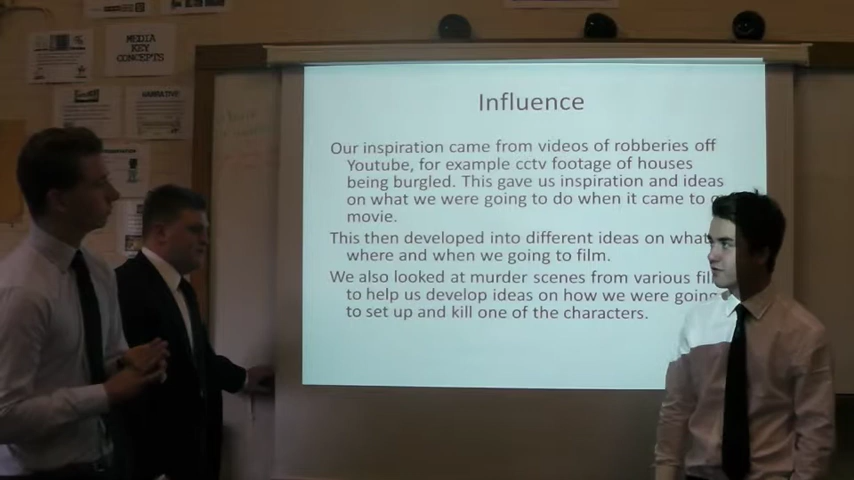 MEDIA
KEY
CONCEPTS
NARRATIVE
Influence
Our inspiration came from videos of robberies off
Youtube, for example cctv footage of houses
being burgled. This gave us inspiration and ideas
on what we were going to do when it came to
movie.
This then developed into different ideas on what
where and when we going to film.
We also looked at murder scenes from various
to help us develop ideas on how we were going
to set up and kill one of the characters.